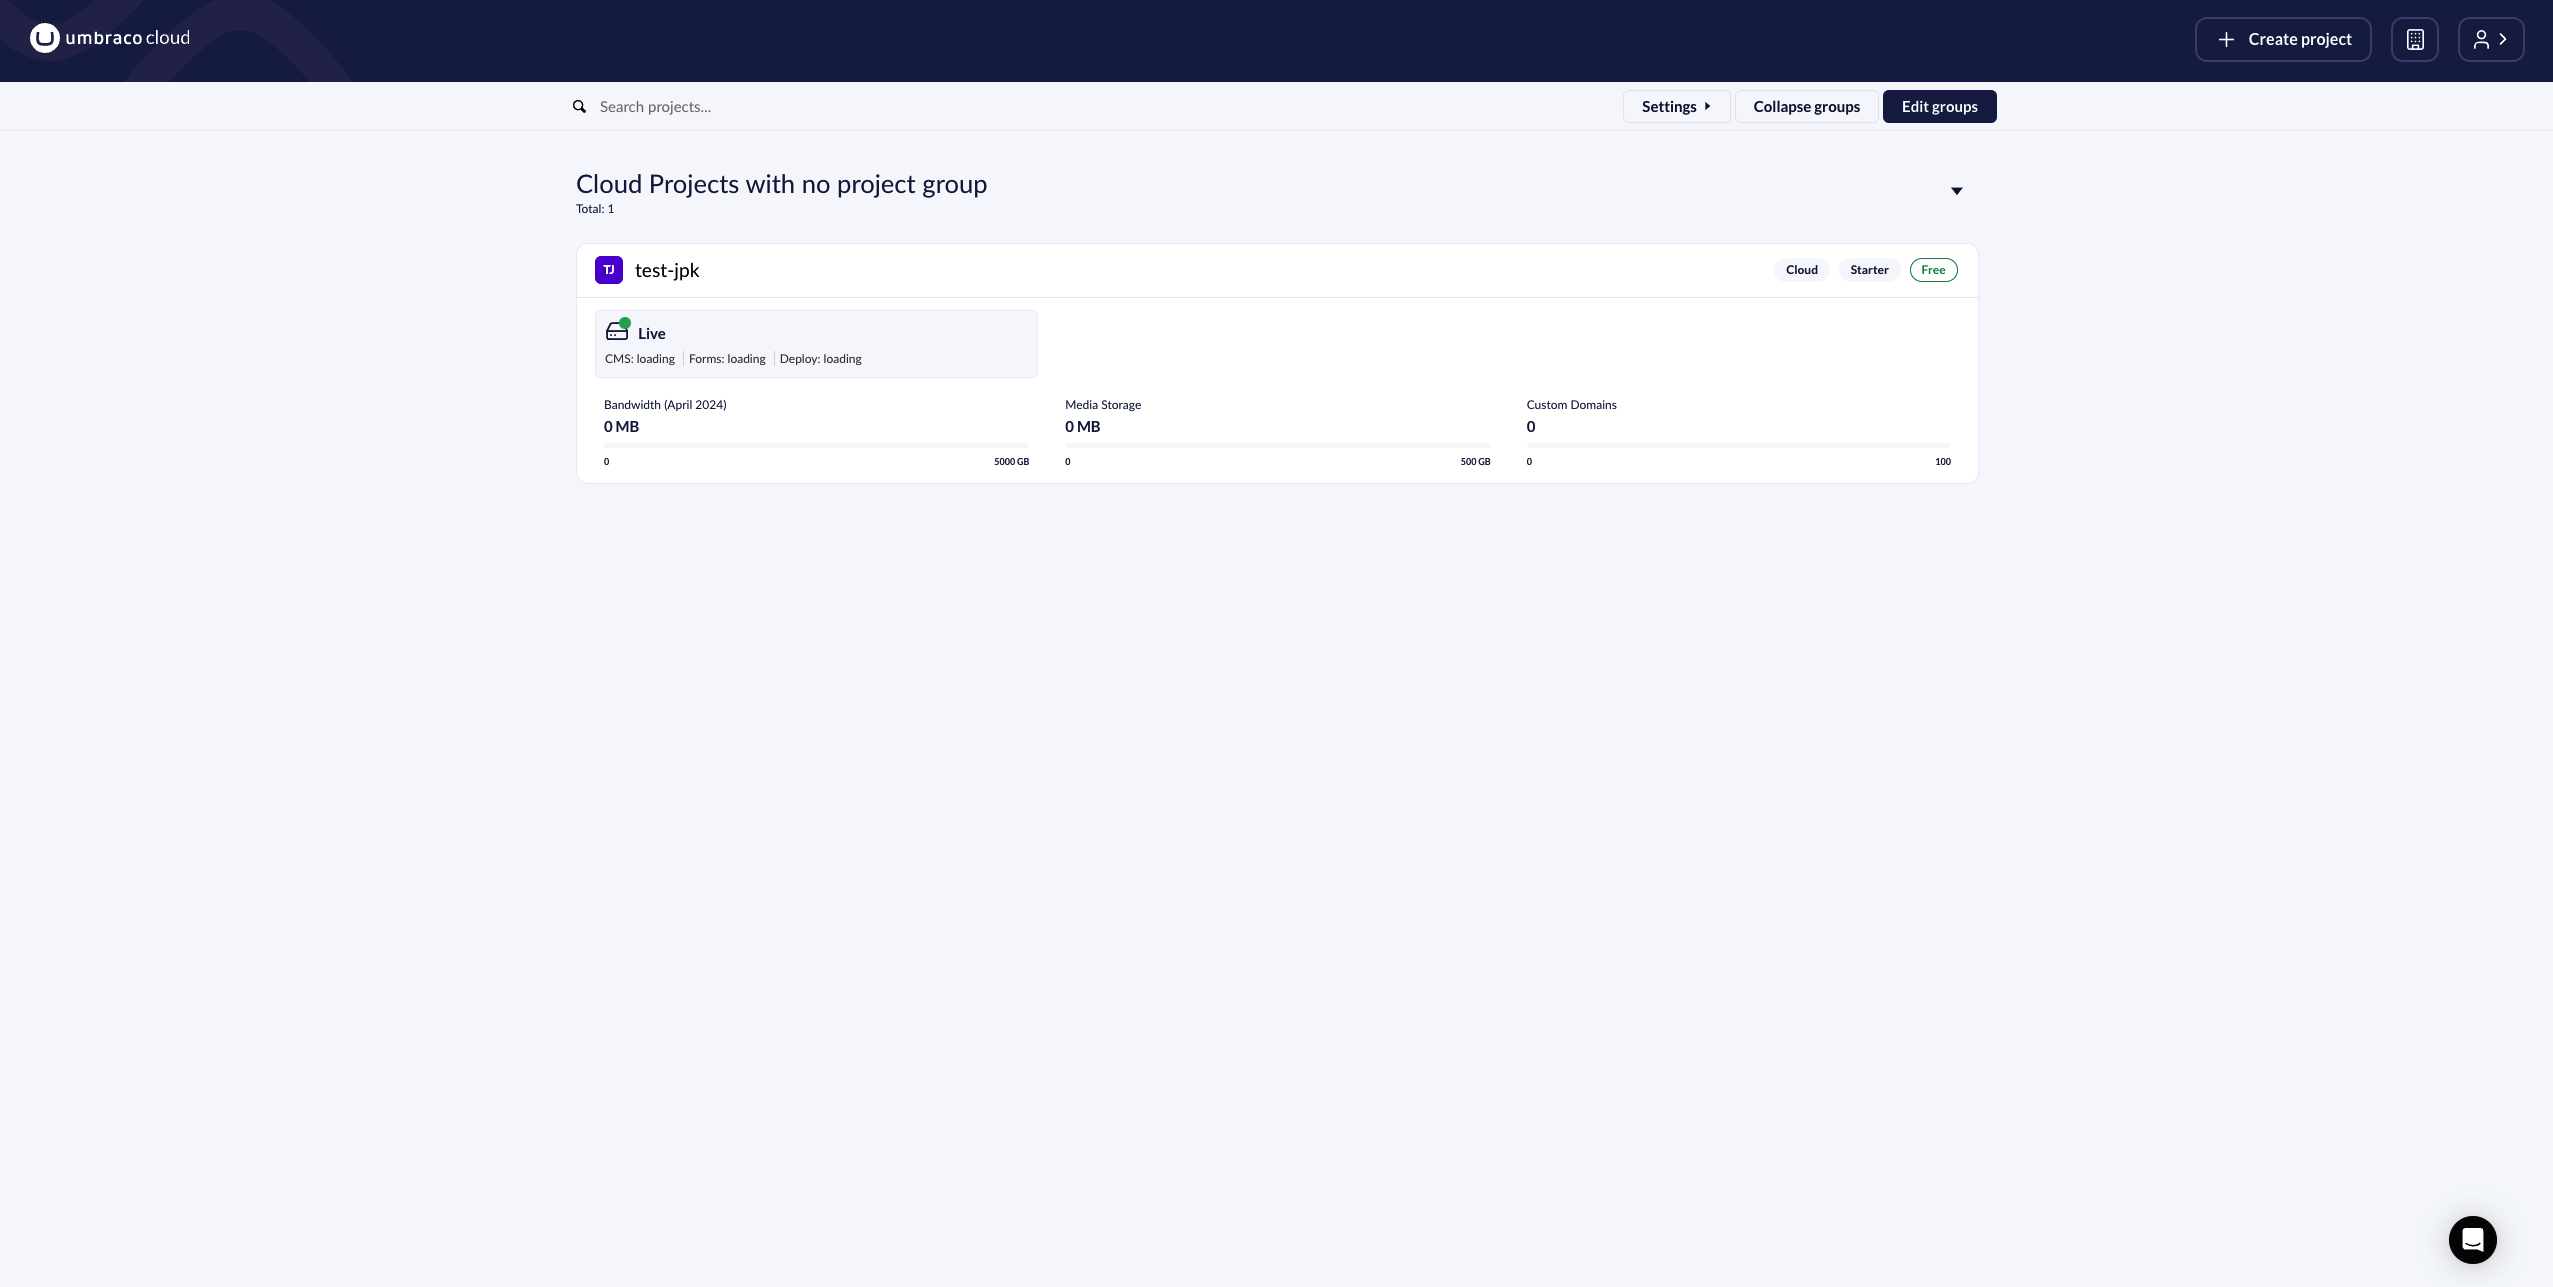 umbraco cloud
Create project
Search projects...
Settings
Collapse groups
Edit groups
Cloud Projects with no project group
Total: 1
TJ
test-jpk
Cloud
Starter
Free
Live
CMS: loading
Forms: loading
Deploy: loading
Bandwidth (April 2024)
0 MB
0
5000 GB
Media Storage
0 MB
0
500 GB
Custom Domains
0
0
100